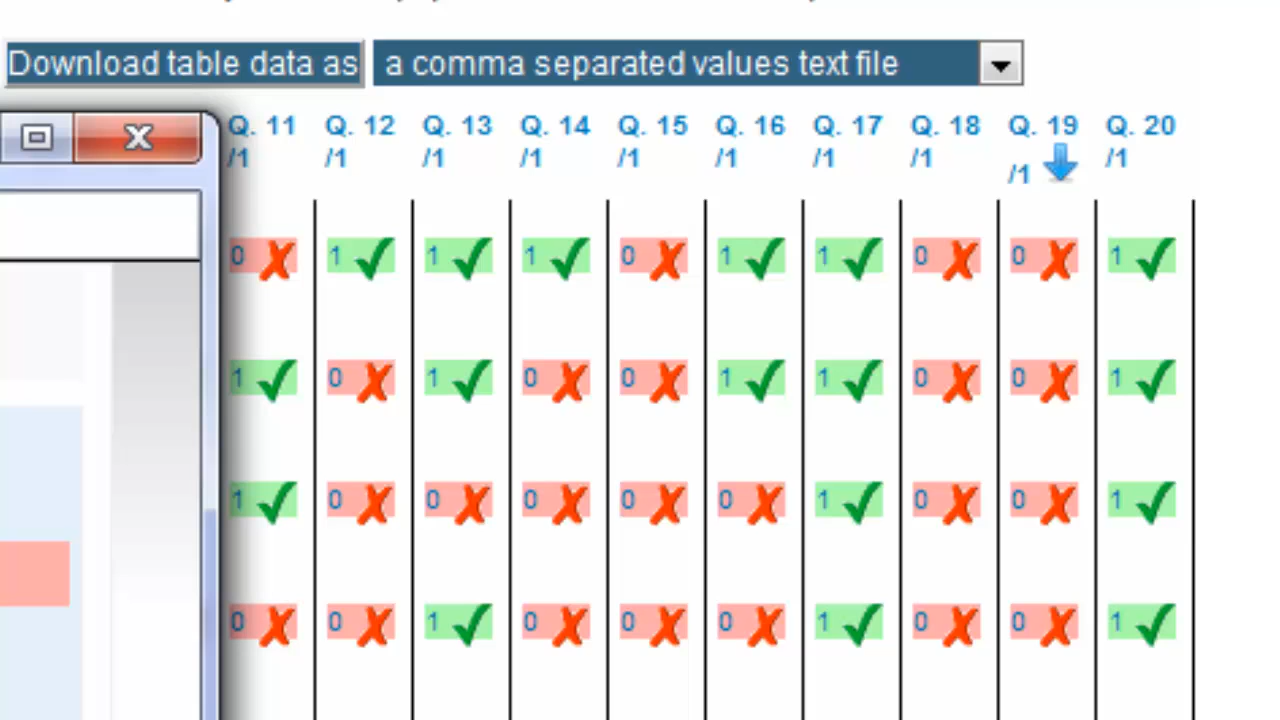 Download table data as a comma separated values text file
Q. 11 Q. 12 Q. 13 Q. 14 Q. 15 Q. 16 Q. 17 Q. 18 Q. 19 Q. 20
/1 /1 /1 /1 /1 /1 /1 /1 /1 /1
0 1 1 1 0 1 1 0 0 1
1 0 1 0 0 1 1 0 0 1
1 0 0 0 0 0 1 0 0 1
0 0 1 0 0 0 1 0 0 1